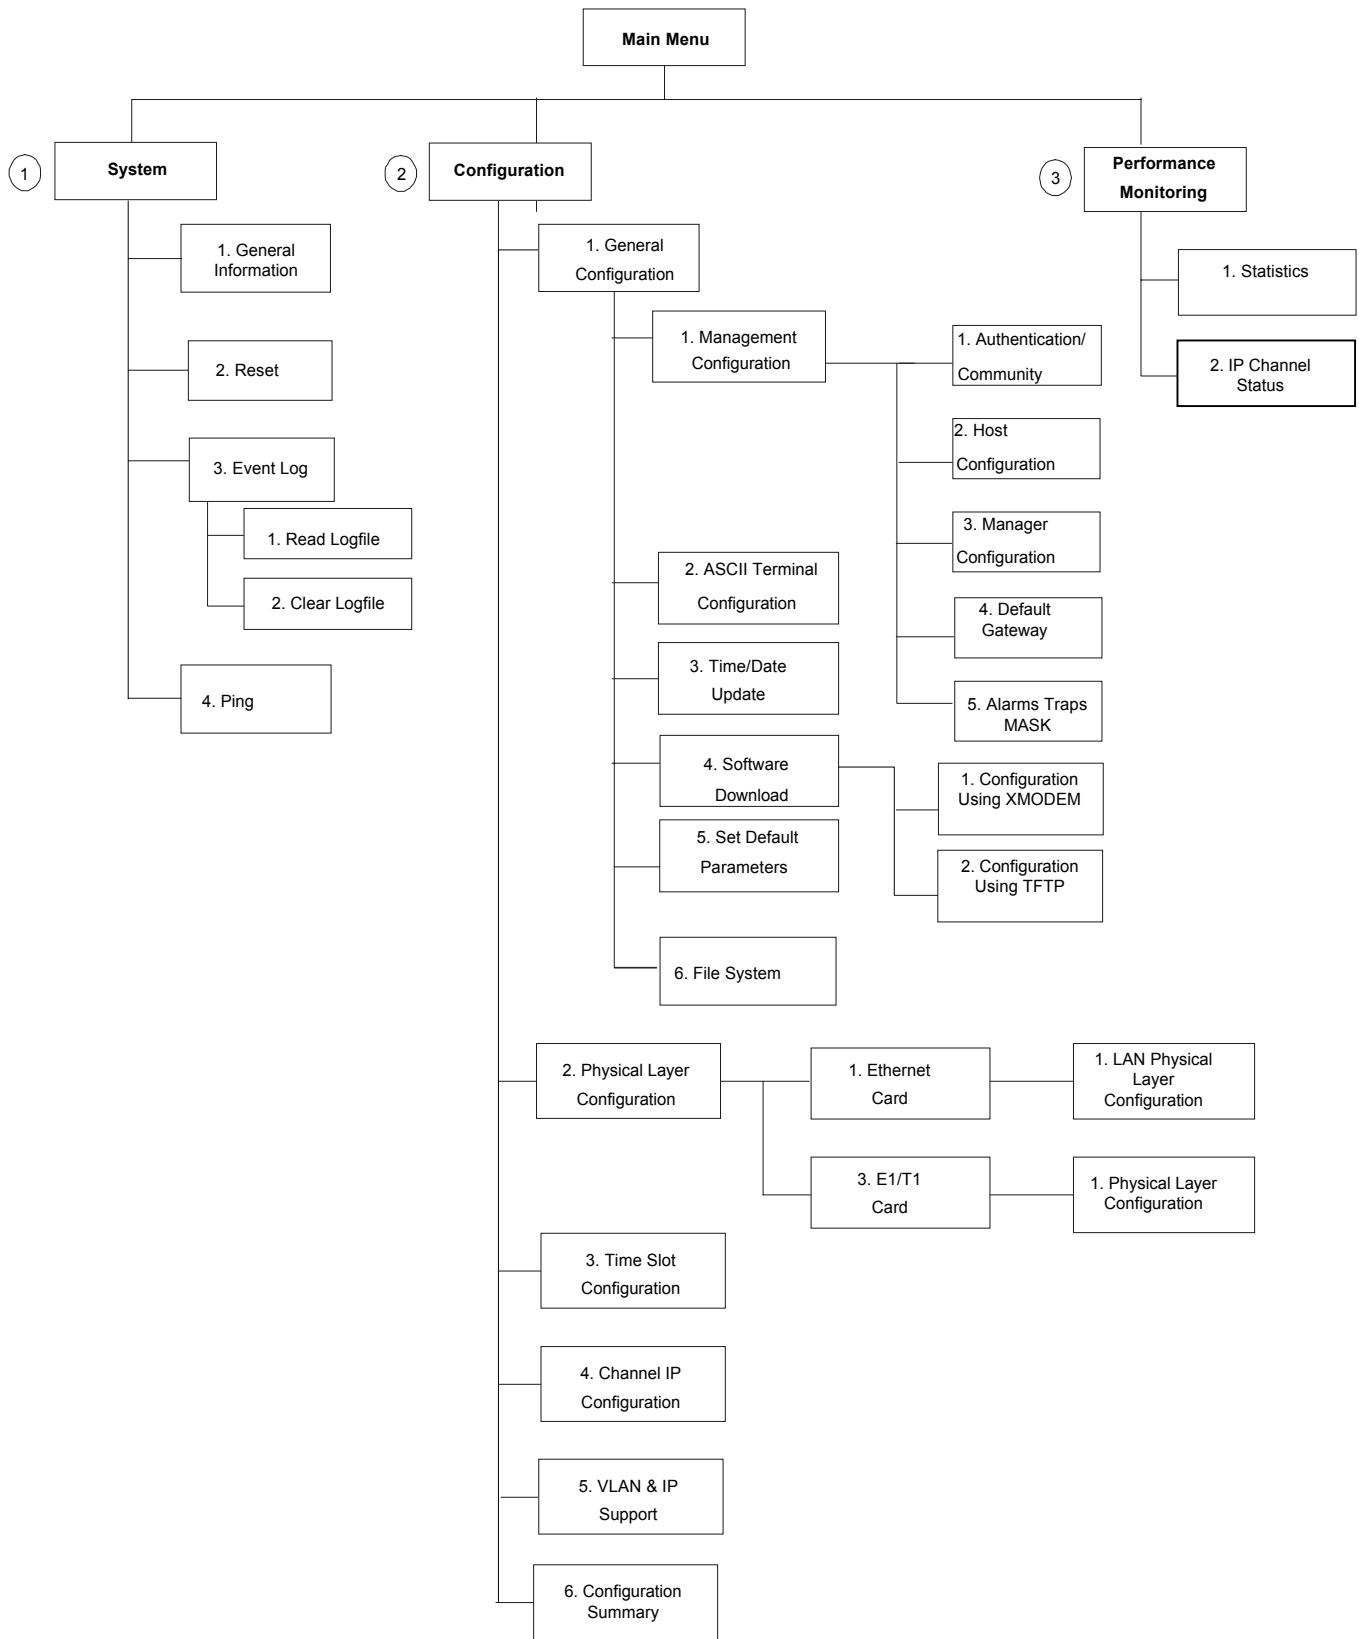 Main Menu
1
System
2
Configuration
3
Performance
Monitoring
1. General
Information
2. Reset
3. Event Log
1. Read Logfile
2. Clear Logfile
4. Ping
1. General
Configuration
1. Management
Configuration
1. Authentication/
Community
2. Host
Configuration
3. Manager
Configuration
4. Default
Gateway
5. Alarms Traps
MASK
2. ASCII Terminal
Configuration
3. Time/Date
Update
4. Software
Download
1. Configuration
Using XMODEM
2. Configuration
Using TFTP
5. Set Default
Parameters
6. File System
2. Physical Layer
Configuration
1. Ethernet
Card
1. LAN Physical
Layer
Configuration
3. E1/T1
Card
1. Physical Layer
Configuration
3. Time Slot
Configuration
4. Channel IP
Configuration
5. VLAN & IP
Support
6. Configuration
Summary
1. Statistics
2. IP Channel
Status